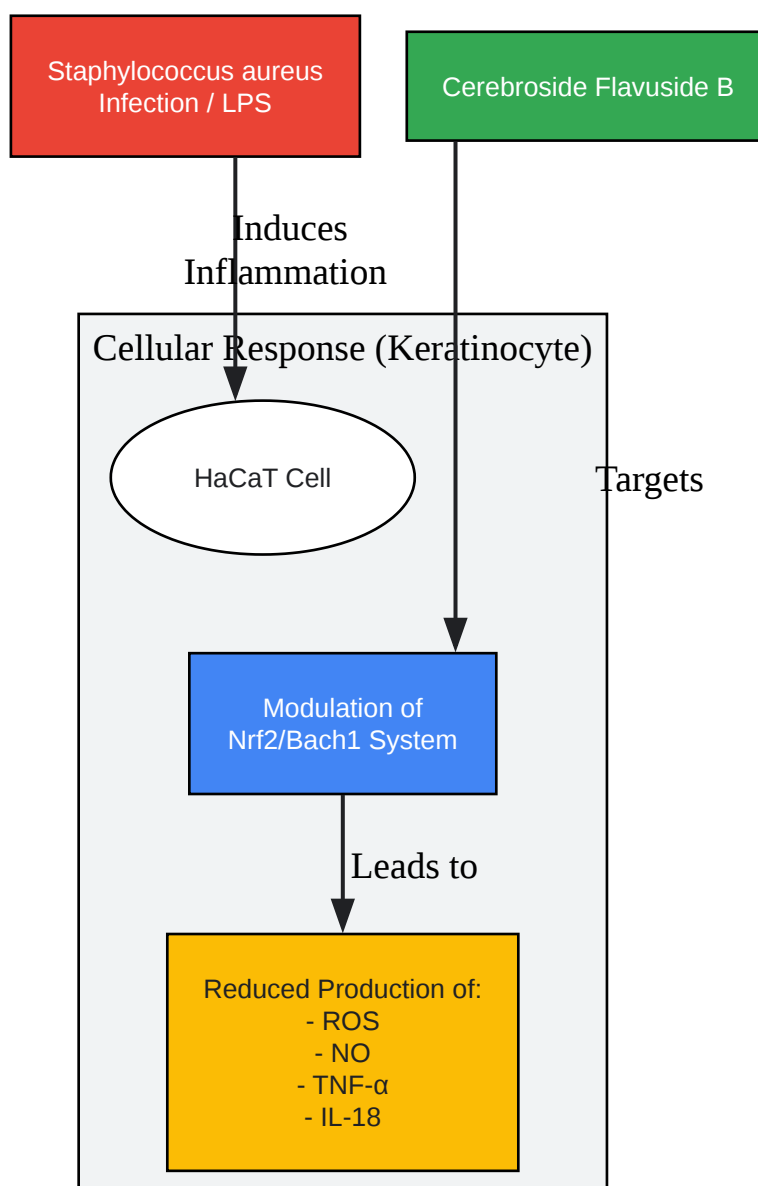 Staphylococcus aureus
Infection / LPS
Cerebroside Flavuside B
Induces
Inflammation
Cellular Response (Keratinocyte)
HaCaT Cell
Targets
Modulation of
Nrf2/Bach1 System
Leads to
Reduced Production of:
- ROS
- NO
- TNF-α
- IL-18